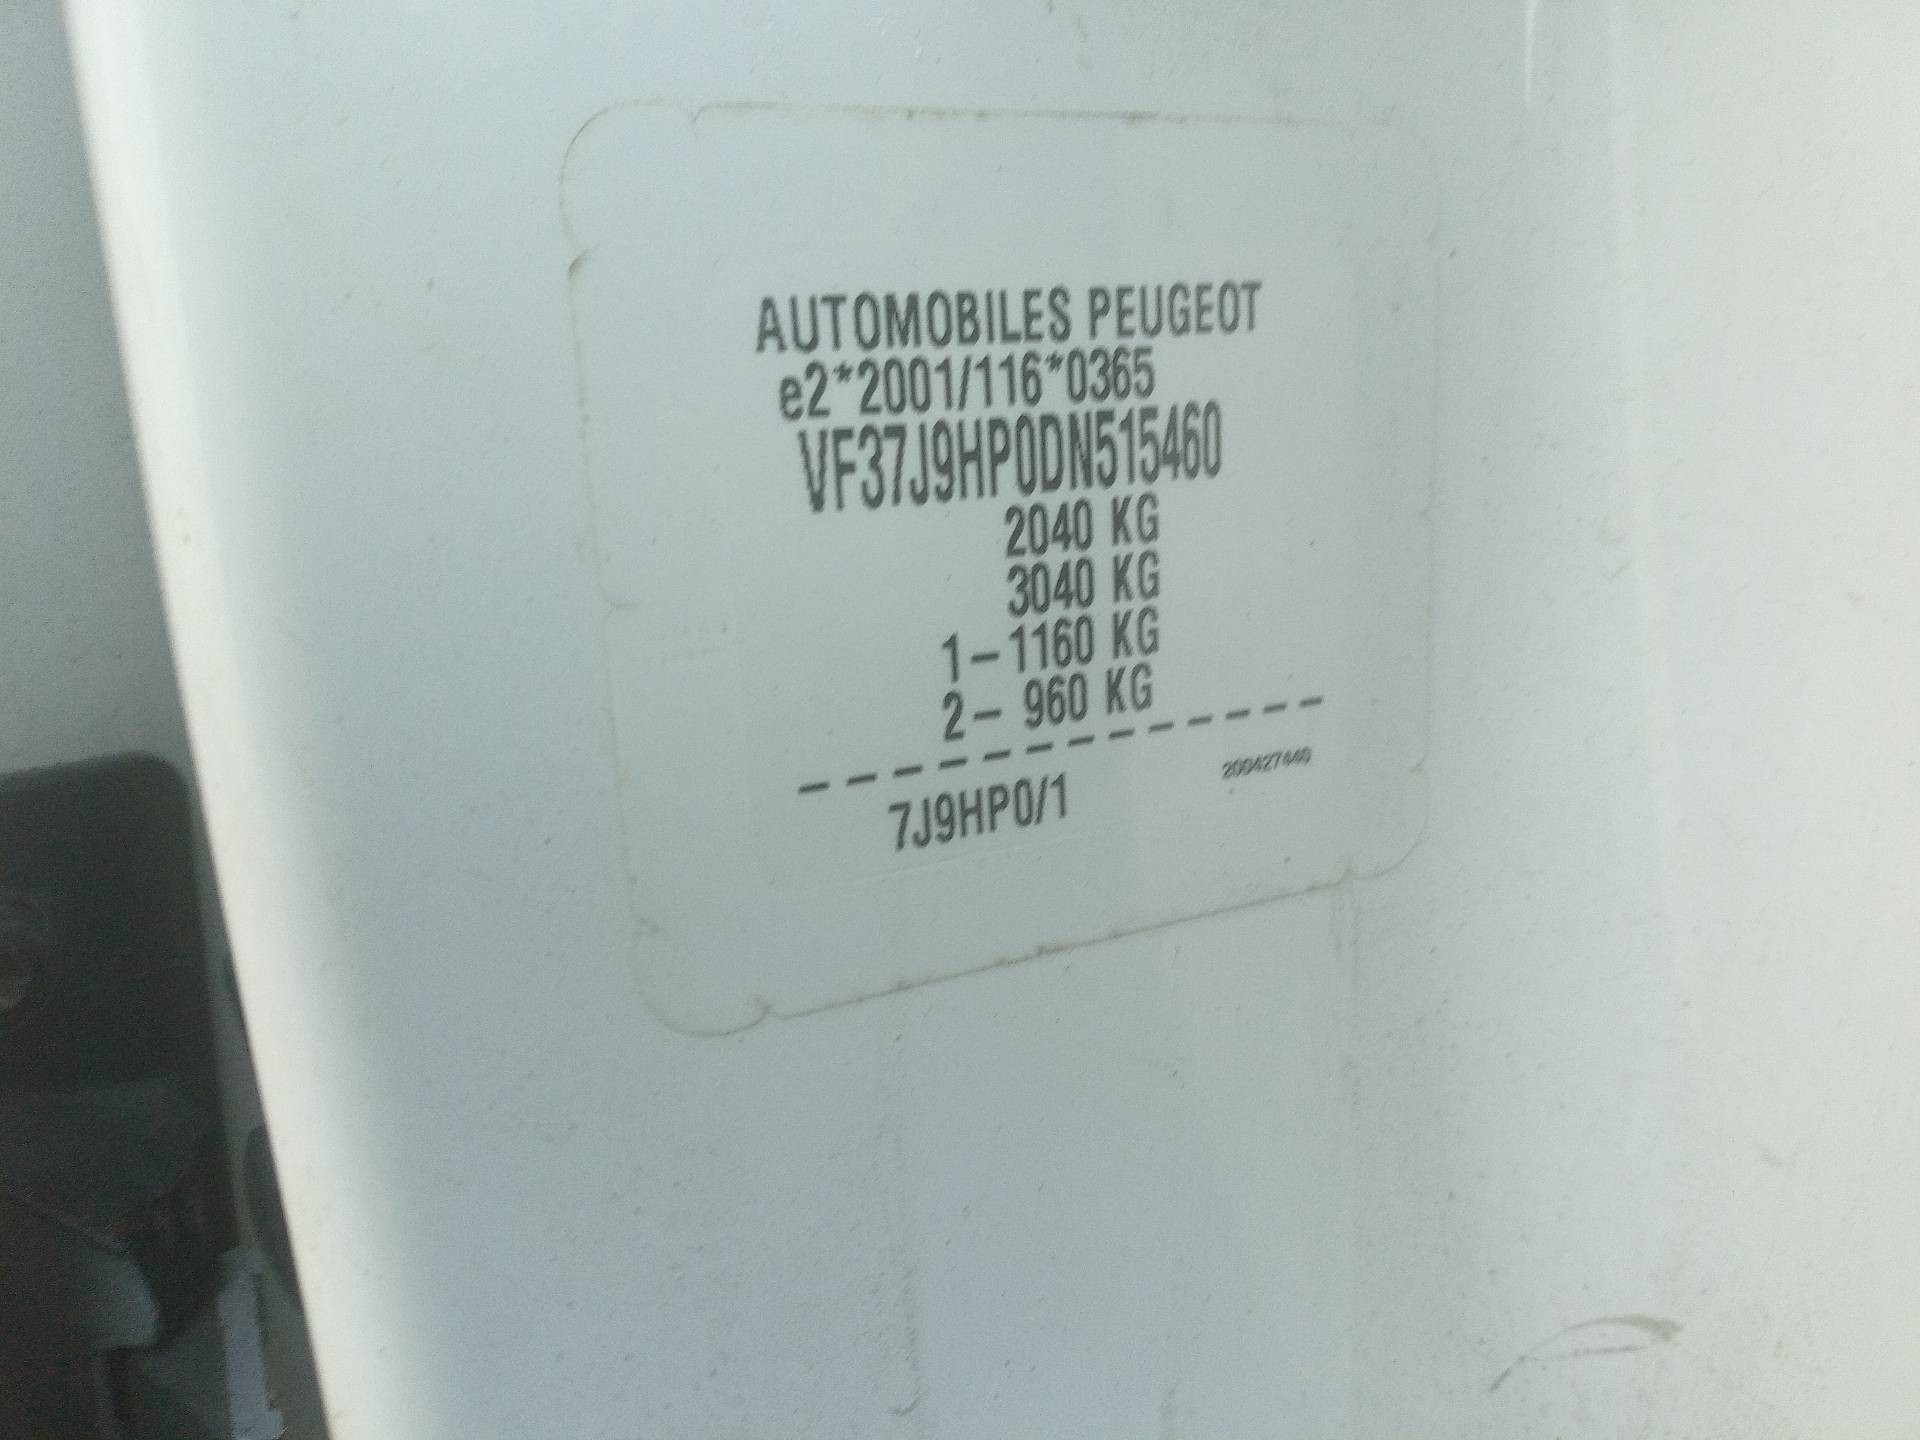 AUTOMOBILES PEUGEOT
e2*2001/116*0365
VF37J9HP0DN515460
2040 KG
3040 KG
1-1160 KG
2- 960 KG
200427440
7J9HP0/1